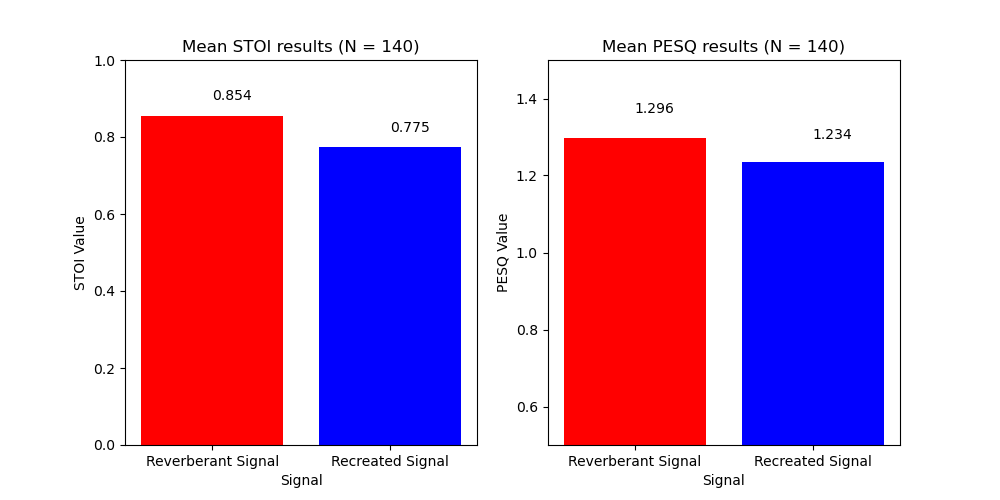 Mean STOI results (N = 140)
1.0
0.8
0.6
0.4
0.2
0.0
STOI Value
0.854
0.775
Reverberant Signal
Recreated Signal
Signal
Mean PESQ results (N = 140)
1.4
1.2
1.0
0.8
0.6
PESQ Value
1.296
1.234
Reverberant Signal
Recreated Signal
Signal